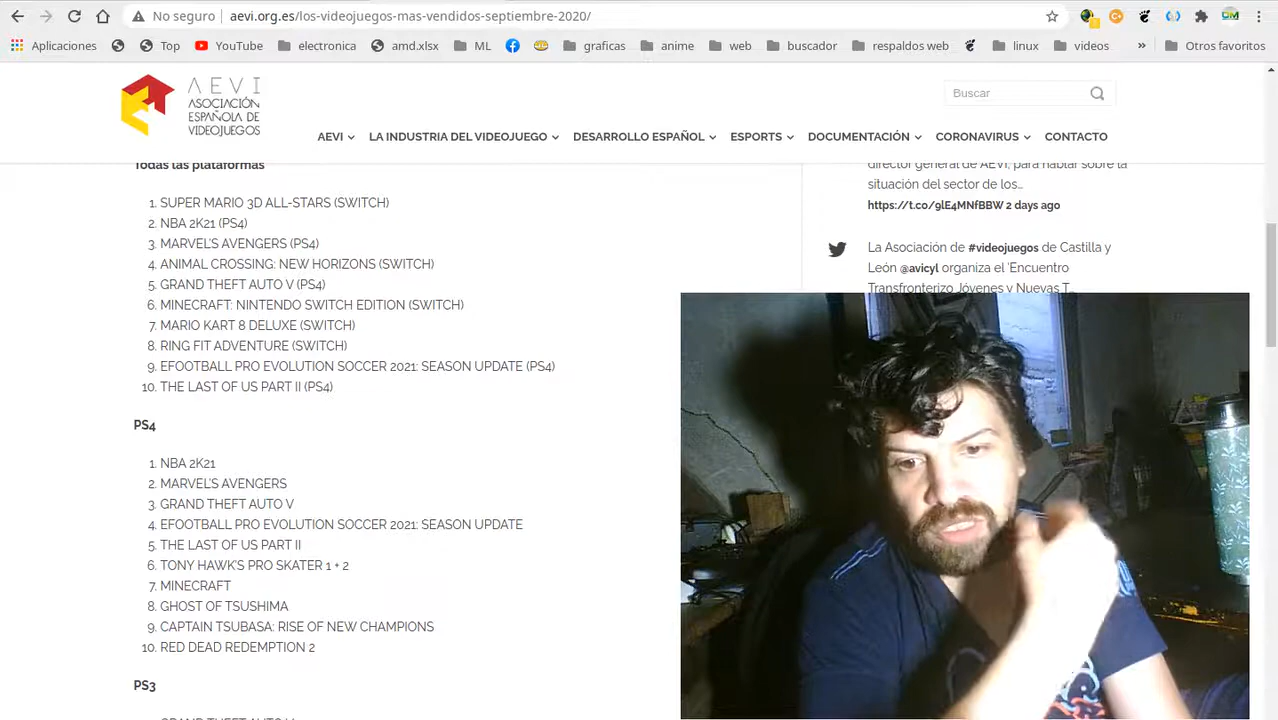 No seguro
aevi.org.es/los-videojuegos-mas-vendidos-septiembre-2020/
Aplicaciones
Top
YouTube
electronica
amd.xlsx
ML
graficas
anime
web
buscador
respaldos web
linux
videos
»
Otros favoritos
AEVI
ASOCIACIÓN
ESPAÑOLA DE
VIDEOJUEGOS
Buscar
AEVI
LA INDUSTRIA DEL VIDEOJUEGO
DESARROLLO ESPAÑOL
ESPORTS
DOCUMENTACIÓN
CORONAVIRUS
CONTACTO
Todas las plataformas
1. SUPER MARIO 3D ALL-STARS (SWITCH)
2. NBA 2K21 (PS4)
3. MARVEL'S AVENGERS (PS4)
4. ANIMAL CROSSING: NEW HORIZONS (SWITCH)
5. GRAND THEFT AUTO V (PS4)
6. MINECRAFT: NINTENDO SWITCH EDITION (SWITCH)
7. MARIO KART 8 DELUXE (SWITCH)
8. RING FIT ADVENTURE (SWITCH)
9. EFOOTBALL PRO EVOLUTION SOCCER 2021: SEASON UPDATE (PS4)
10. THE LAST OF US PART II (PS4)
PS4
1. NBA 2K21
2. MARVEL'S AVENGERS
3. GRAND THEFT AUTO V
4. EFOOTBALL PRO EVOLUTION SOCCER 2021: SEASON UPDATE
5. THE LAST OF US PART II
6. TONY HAWK'S PRO SKATER 1 + 2
7. MINECRAFT
8. GHOST OF TSUSHIMA
9. CAPTAIN TSUBASA: RISE OF NEW CHAMPIONS
10. RED DEAD REDEMPTION 2
PS3
director general de AEVI, para hablar sobre la
situación del sector de los…
https://t.co/9lE4MNfBBW 2 days ago
La Asociación de #videojuegos de Castilla y
León @avicyl organiza el 'Encuentro
Transfronterizo Jóvenes y Nuevas T…